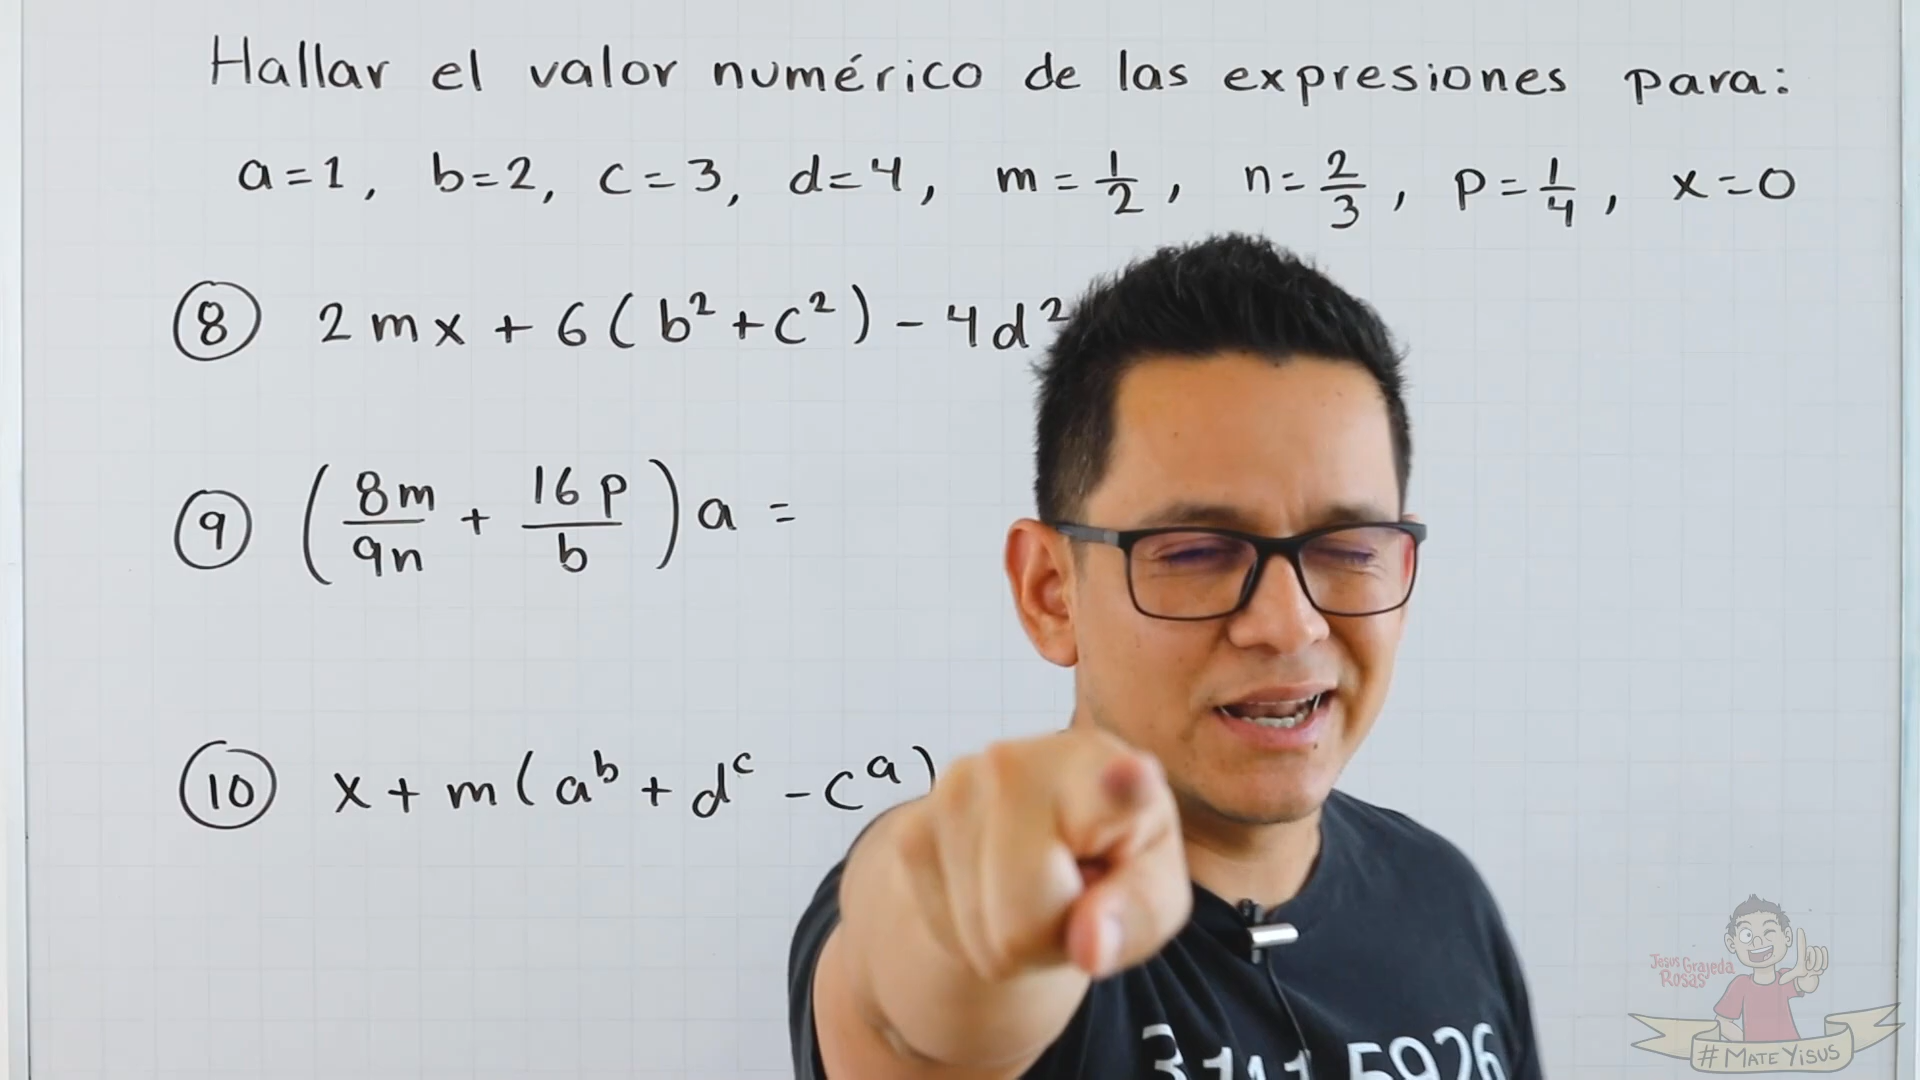 Hallar el valor numérico de las expresiones para:
a=1, b=2, c=3, d=4, m=1/2, n=2/3, p=1/4, x=0
8 2mx + 6(b² + c²) - 4d²
9 (8m/9n + 16p/b)a =
10 x + m(a^b + d^c - c^a)
5926
Jesus Grajeda
Rosas
#MATEYISUS